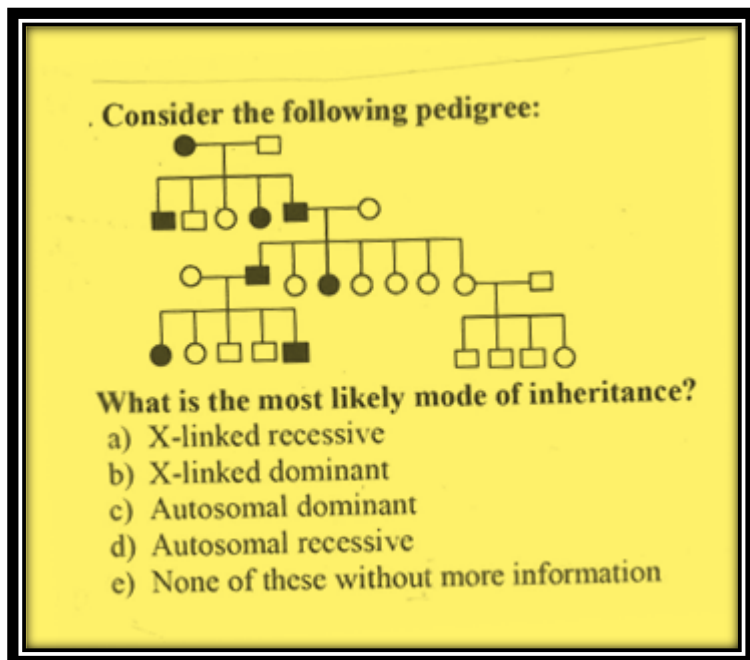 . Consider the following pedigree:
What is the most likely mode of inheritance?
a) X-linked recessive
b) X-linked dominant
c) Autosomal dominant
d) Autosomal recessive
e) None of these without more information